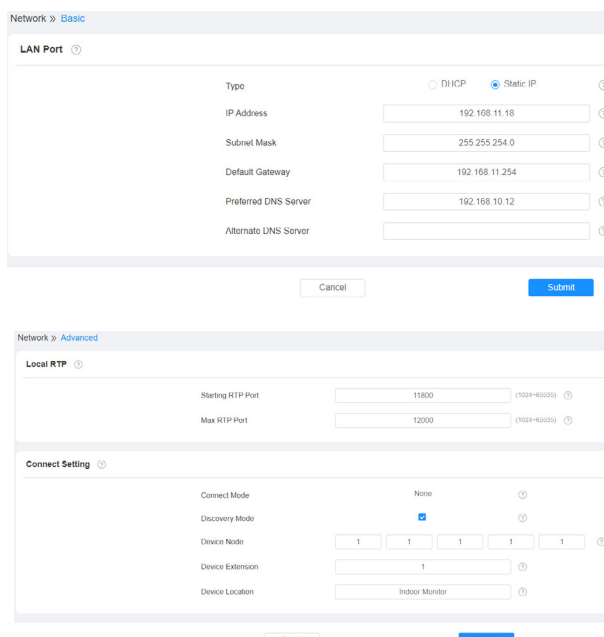 Network » Basic
LAN Port ?
Type DHCP Static IP ?
IP Address 192.168.11.18 ?
Subnet Mask 255.255.254.0 ?
Default Gateway 192.168.11.254 ?
Preferred DNS Server 192.168.10.12 ?
Alternate DNS Server ?
Cancel Submit
Network » Advanced
Local RTP ?
Starting RTP Port 11800 (1024~65535) ?
Max RTP Port 12000 (1024~65535) ?
Connect Setting ?
Connect Mode None ?
Discovery Mode ?
Device Node 1 1 1 1 1 ?
Device Extension 1 ?
Device Location Indoor Monitor ?